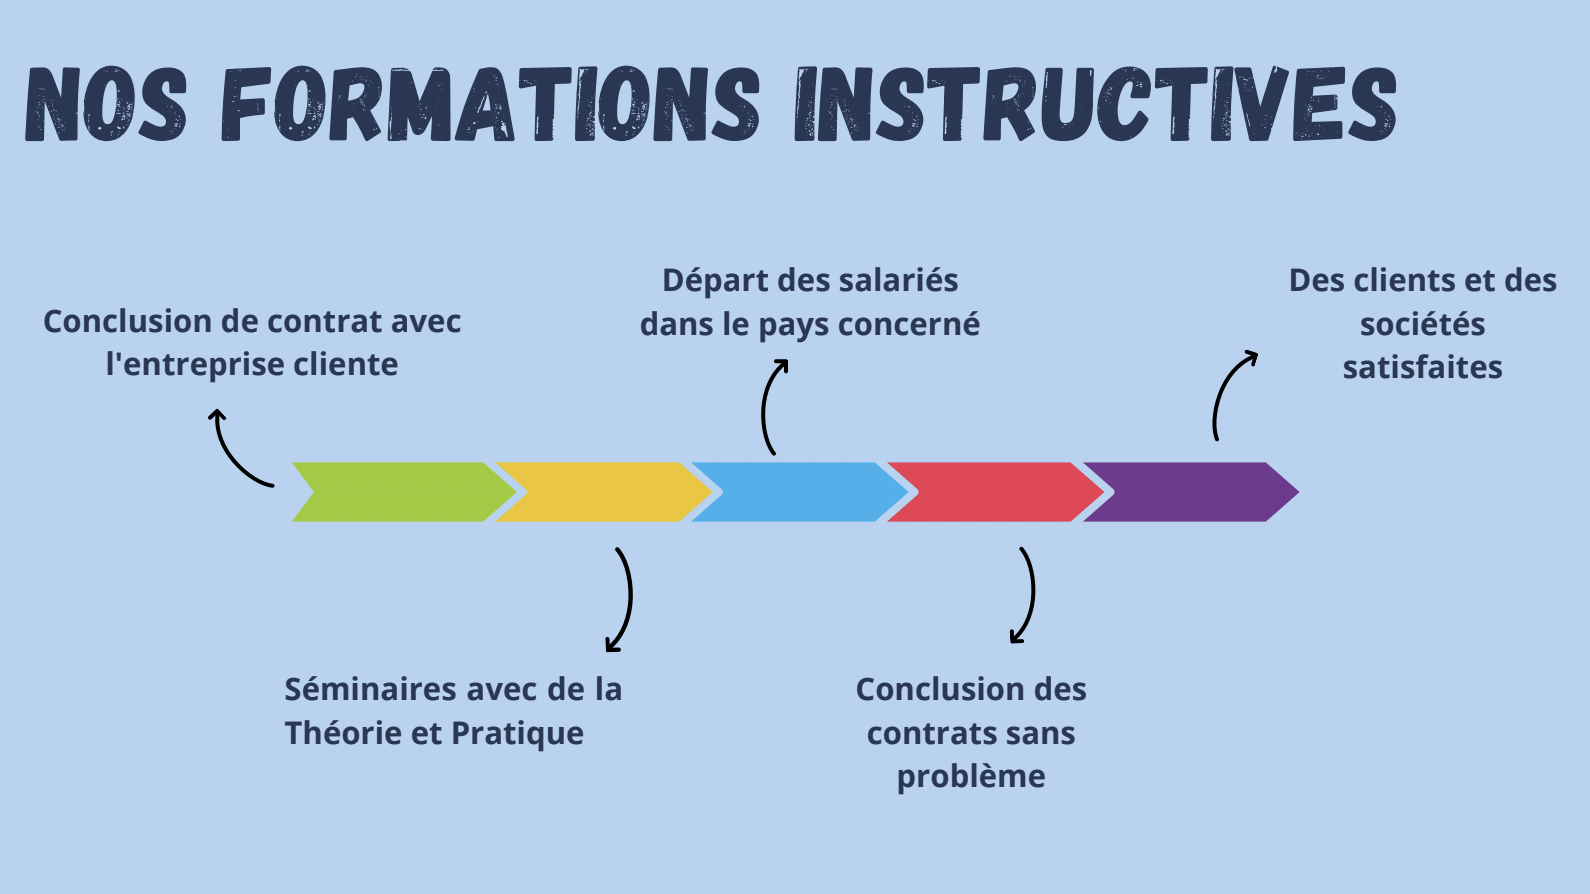 NOS FORMATIONS INSTRUCTIVES
Conclusion de contrat avec
l'entreprise cliente
Séminaires avec de la
Théorie et Pratique
Départ des salariés
dans le pays concerné
Conclusion des
contrats sans
problème
Des clients et des
sociétés
satisfaites